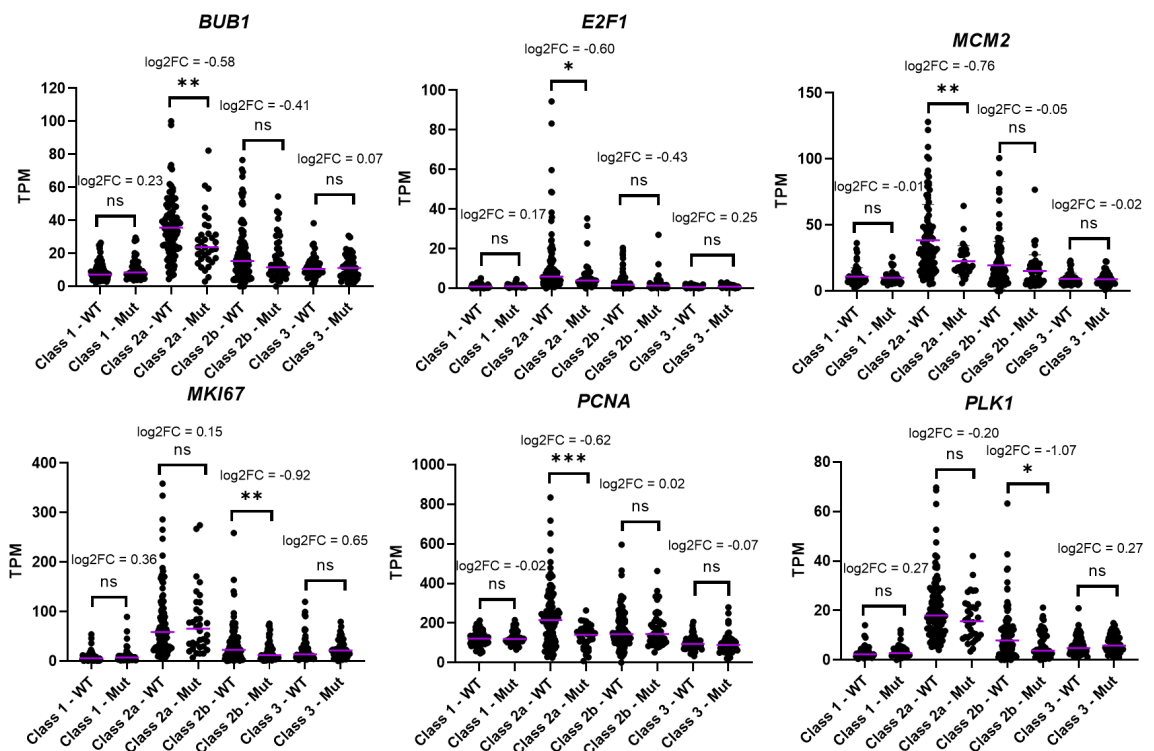 BUB1
log2FC = -0.58
**
log2FC = -0.41
ns
log2FC = 0.07
ns
log2FC = 0.23
ns
120
100
80
60
40
20
0
TPM
Class 1 - WT
Class 1 - Mut
Class 2a - WT
Class 2a - Mut
Class 2b - WT
Class 2b - Mut
Class 3 - WT
Class 3 - Mut
E2F1
log2FC = -0.60
*
log2FC = -0.43
ns
log2FC = 0.17
ns
log2FC = 0.25
ns
100
80
60
40
20
0
TPM
Class 1 - WT
Class 1 - Mut
Class 2a - WT
Class 2a - Mut
Class 2b - WT
Class 2b - Mut
Class 3 - WT
Class 3 - Mut
MCM2
log2FC = -0.76
**
log2FC = -0.05
ns
log2FC = -0.01
ns
log2FC = -0.02
ns
150
100
50
0
TPM
Class 1 - WT
Class 1 - Mut
Class 2a - WT
Class 2a - Mut
Class 2b - WT
Class 2b - Mut
Class 3 - WT
Class 3 - Mut
MKI67
log2FC = 0.15
ns
log2FC = -0.92
**
log2FC = 0.65
ns
log2FC = 0.36
ns
400
300
200
100
0
TPM
Class 1 - WT
Class 1 - Mut
Class 2a - WT
Class 2a - Mut
Class 2b - WT
Class 2b - Mut
Class 3 - WT
Class 3 - Mut
PCNA
log2FC = -0.62
***
log2FC = 0.02
ns
log2FC = -0.07
ns
log2FC = -0.02
ns
1000
800
600
400
200
0
TPM
Class 1 - WT
Class 1 - Mut
Class 2a - WT
Class 2a - Mut
Class 2b - WT
Class 2b - Mut
Class 3 - WT
Class 3 - Mut
PLK1
log2FC = -0.20
ns
log2FC = -1.07
*
log2FC = 0.27
ns
log2FC = 0.27
ns
80
60
40
20
0
TPM
Class 1 - WT
Class 1 - Mut
Class 2a - WT
Class 2a - Mut
Class 2b - WT
Class 2b - Mut
Class 3 - WT
Class 3 - Mut